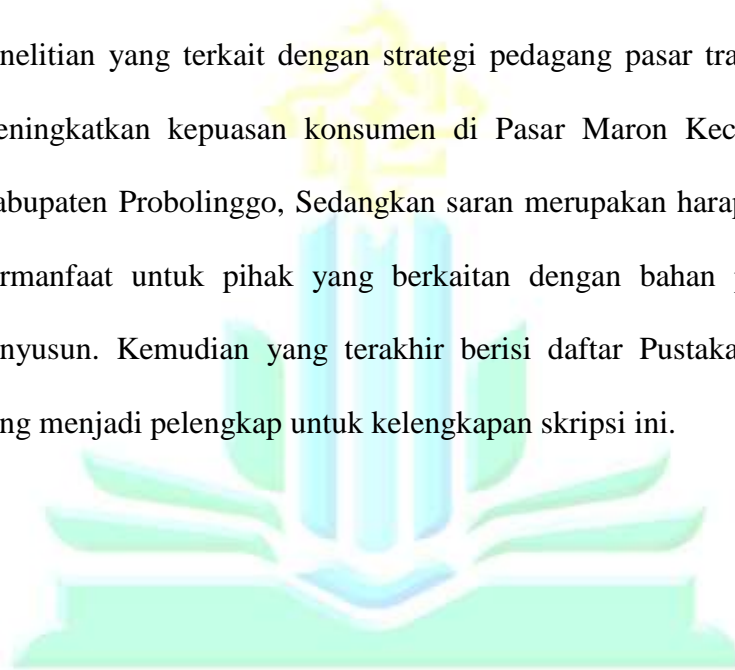 nelitian yang terkait dengan strategi pedagang pasar tra
eningkatkan kepuasan konsumen di Pasar Maron Kec
abupaten Probolinggo, Sedangkan saran merupakan harap
rmanfaat untuk pihak yang berkaitan dengan bahan p
nyusun. Kemudian yang terakhir berisi daftar Pustaka
ng menjadi pelengkap untuk kelengkapan skripsi ini.